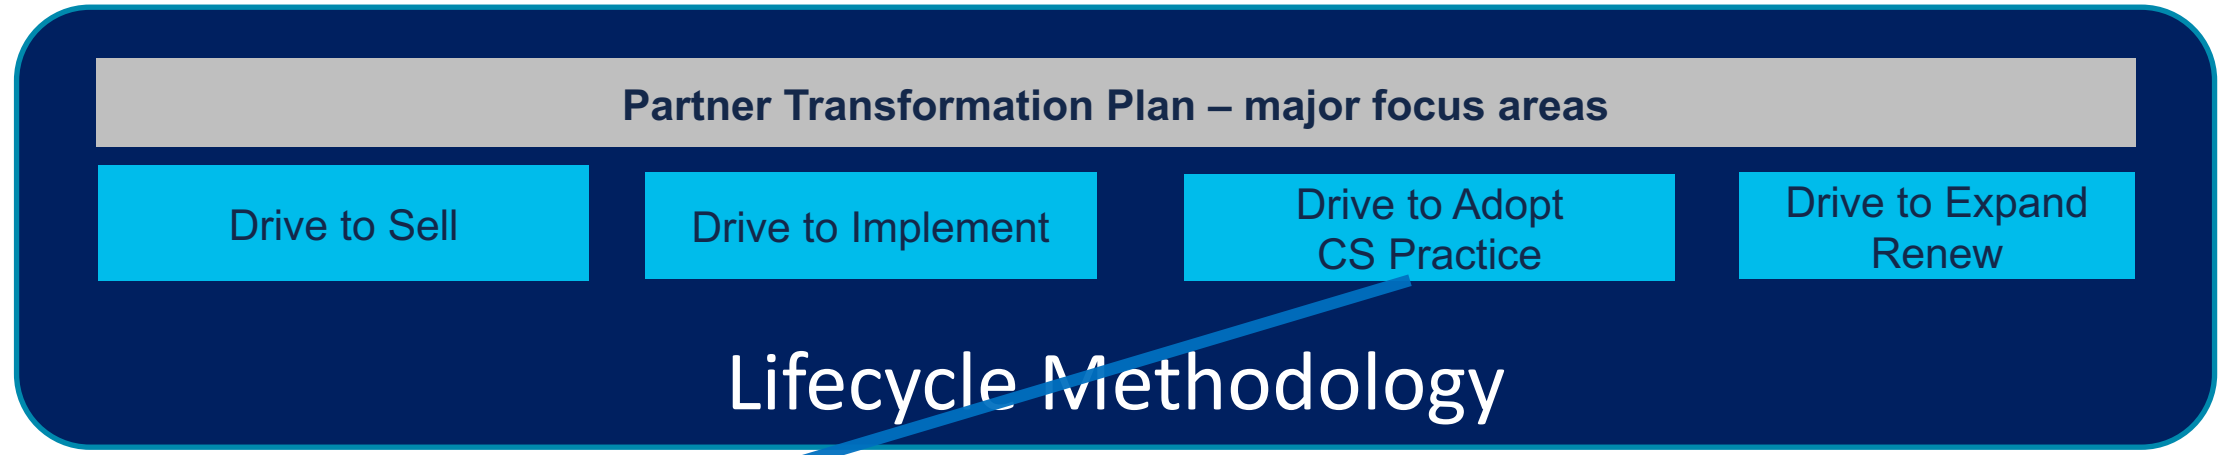 Partner Transformation Plan – major focus areas
Drive to Sell
Drive to Implement
Drive to Adopt
CS Practice
Drive to Expand
Renew
Lifecycle Methodology